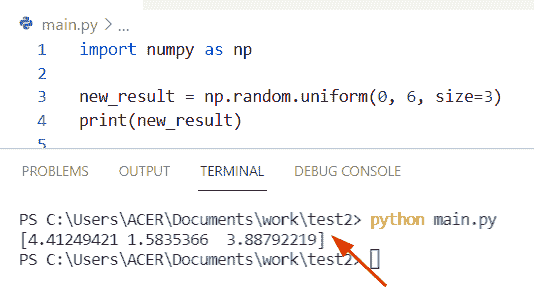 main.py > ...
1 import numpy as np
2
3 new_result = np.random.uniform(0, 6, size=3)
4 print(new_result)
5
PROBLEMS OUTPUT TERMINAL DEBUG CONSOLE
PS C:\Users\ACER\Documents\work\test2> python main.py
[4.41249421 1.5835366  3.88792219]
PS C:\Users\ACER\Documents\work\test2>